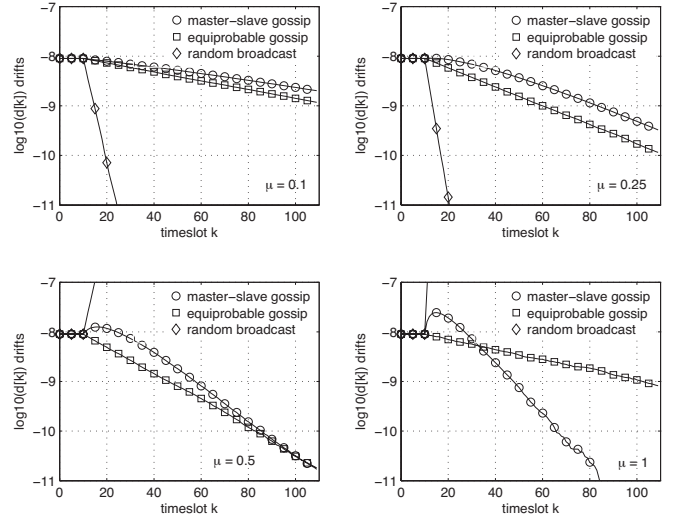 -7
-8
-9
-10
-11
log10(d[k]) drifts
0 20 40 60 80 100
timeslot k
master-slave gossip
equiprobable gossip
random broadcast
μ = 0.1
-7
-8
-9
-10
-11
log10(d[k]) drifts
0 20 40 60 80 100
timeslot k
master-slave gossip
equiprobable gossip
random broadcast
μ = 0.25
-7
-8
-9
-10
-11
log10(d[k]) drifts
0 20 40 60 80 100
timeslot k
master-slave gossip
equiprobable gossip
random broadcast
μ = 0.5
-7
-8
-9
-10
-11
log10(d[k]) drifts
0 20 40 60 80 100
timeslot k
master-slave gossip
equiprobable gossip
random broadcast
μ = 1